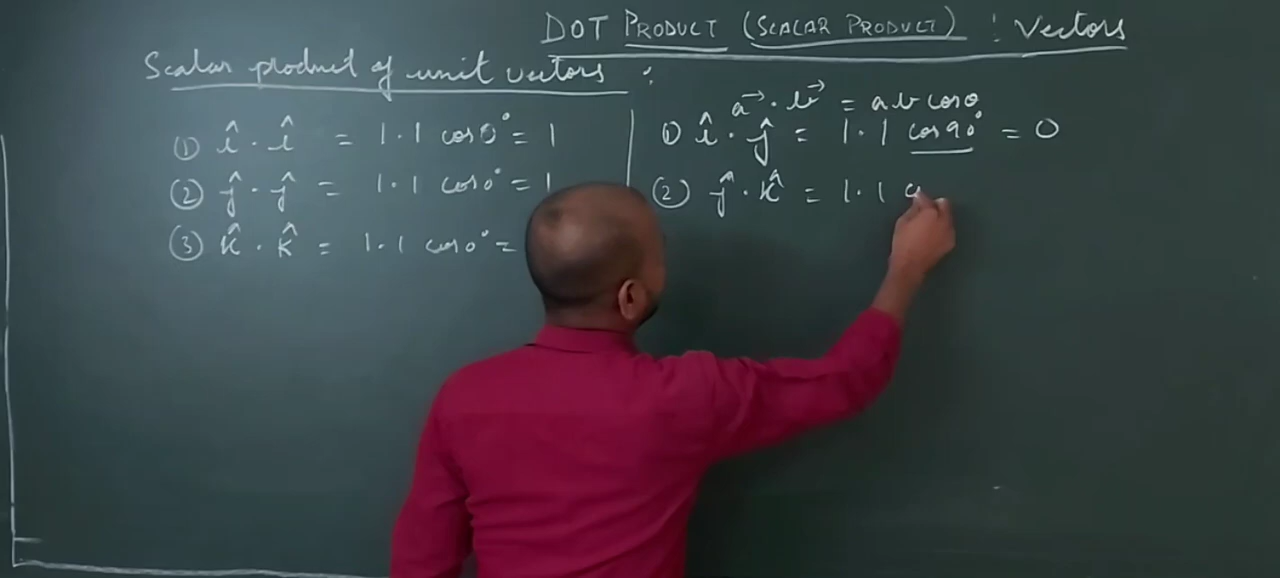 DOT PRODUCT (SCALAR PRODUCT) : Vectors
Scalar product of unit vectors :
① î . î = 1.1 cos0° = 1
② ĵ . ĵ = 1.1 cos0° = 1
③ k̂ . k̂ = 1.1 cos0° =
a⃗ . b⃗ = ab cosθ
① î . ĵ = 1.1 cos90° = 0
② ĵ . k̂ = 1.1 c